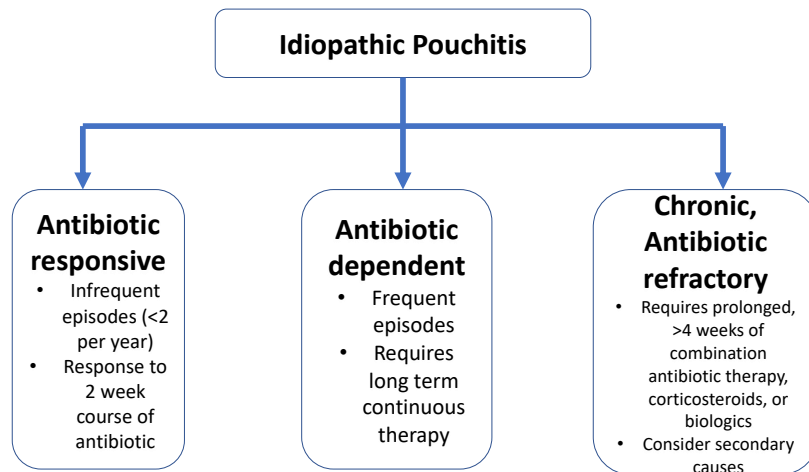 Idiopathic Pouchitis
Antibiotic
responsive
• Infrequent
episodes (<2
per year)
• Response to
2 week
course of
antibiotic
Antibiotic
dependent
• Frequent
episodes
• Requires
long term
continuous
therapy
Chronic,
Antibiotic
refractory
• Requires prolonged,
>4 weeks of
combination
antibiotic therapy,
corticosteroids, or
biologics
• Consider secondary
causes